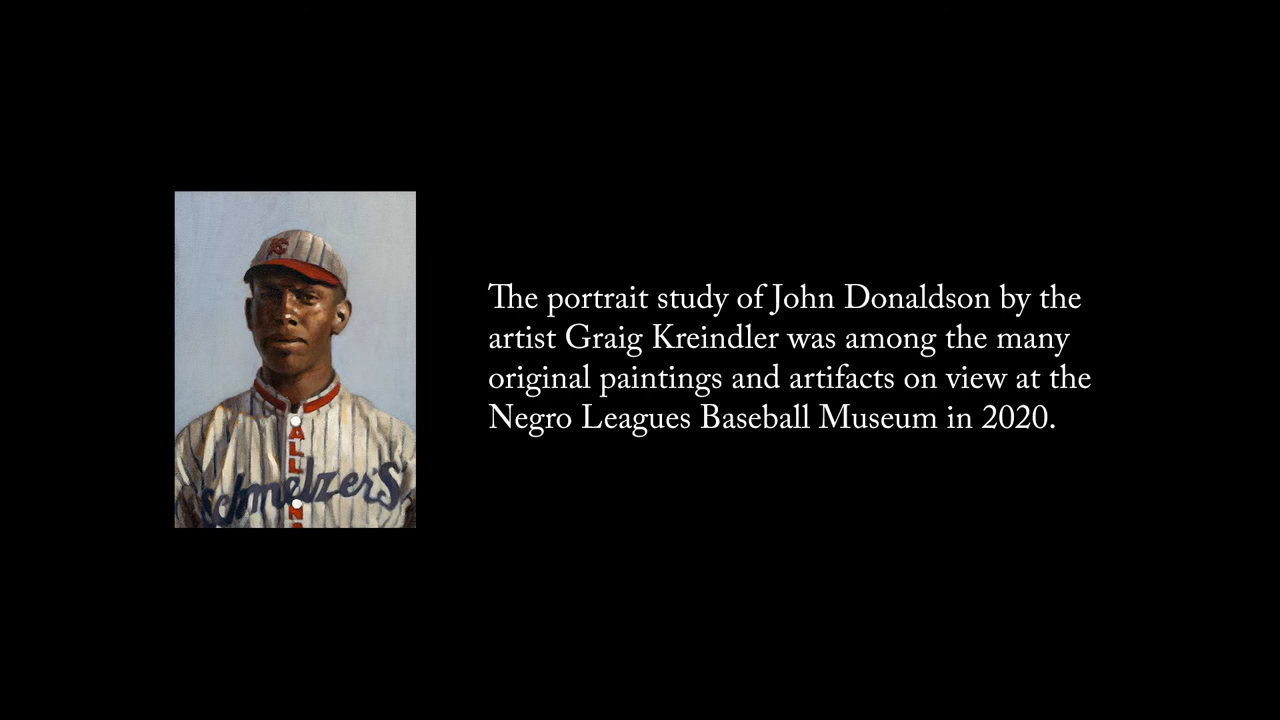 KC
ALL
Schmelzer's
The portrait study of John Donaldson by the
artist Graig Kreindler was among the many
original paintings and artifacts on view at the
Negro Leagues Baseball Museum in 2020.